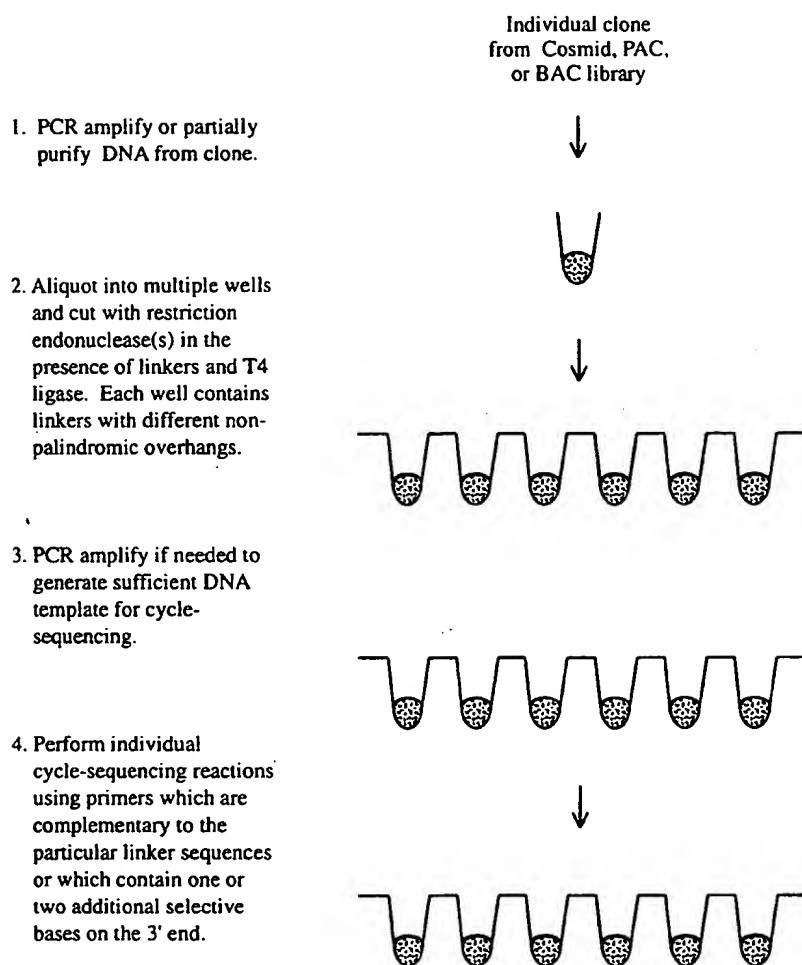 Individual clone
from Cosmid, PAC,
or BAC library
1. PCR amplify or partially
purify DNA from clone.
2. Aliquot into multiple wells
and cut with restriction
endonuclease(s) in the
presence of linkers and T4
ligase. Each well contains
linkers with different non-
palindromic overhangs.
3. PCR amplify if needed to
generate sufficient DNA
template for cycle-
sequencing.
4. Perform individual
cycle-sequencing reactions
using primers which are
complementary to the
particular linker sequences
or which contain one or
two additional selective
bases on the 3' end.